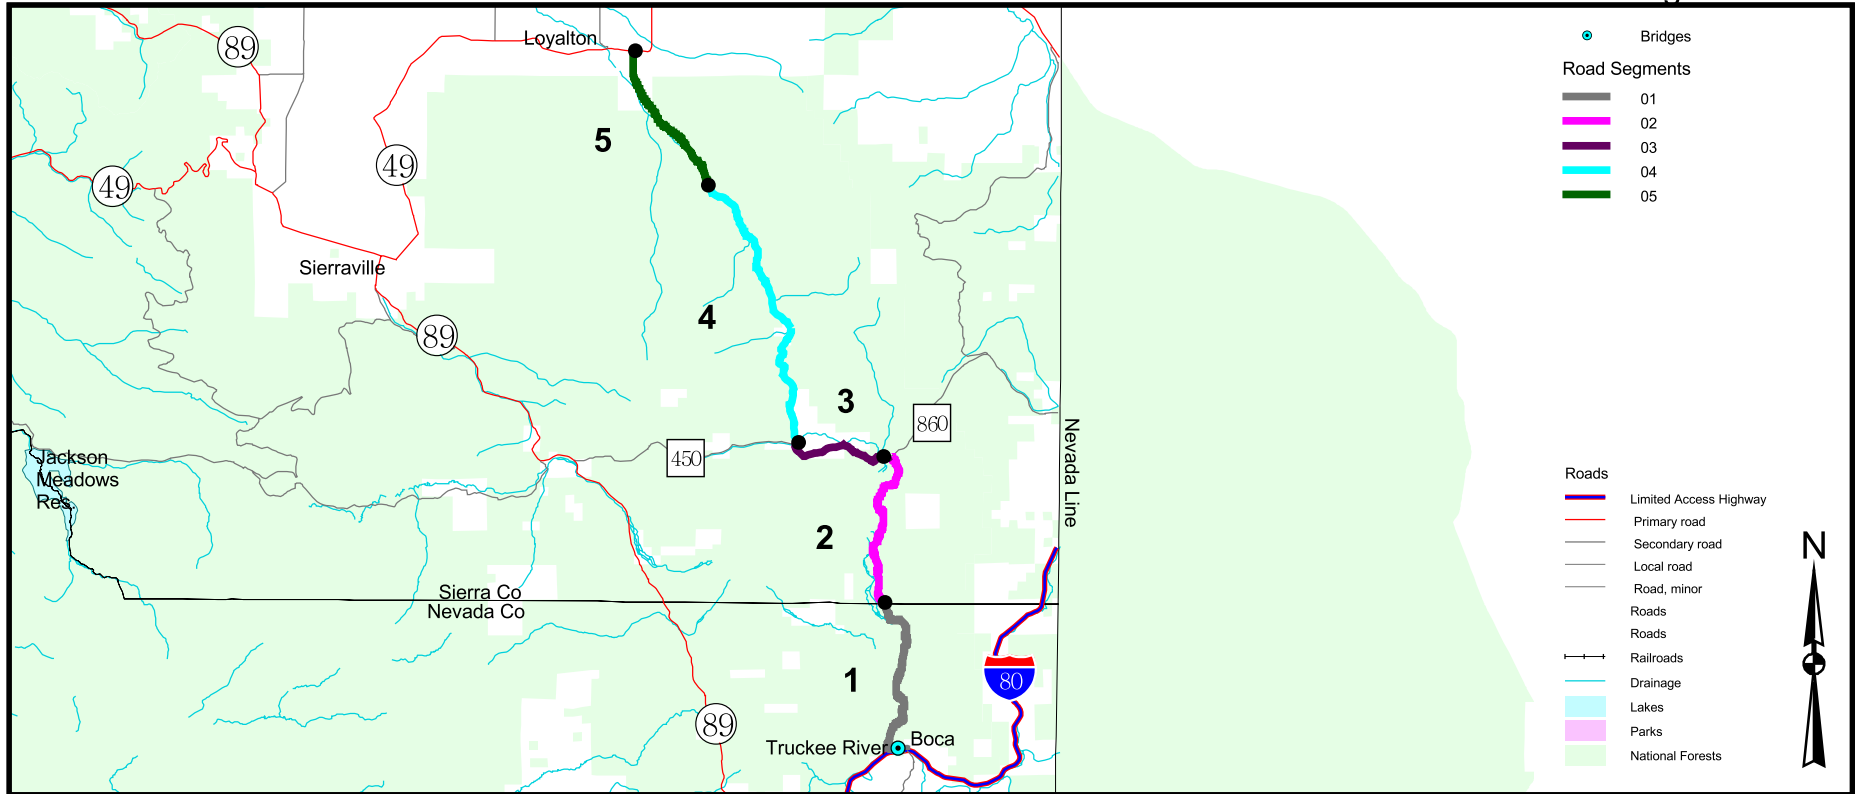 Loyalton
89
49
49
5
Sierraville
4
89
3
860
450
Jackson
Meadows
Res.
Nevada Line
2
Sierra Co
Nevada Co
1
80
89
Truckee River
Boca
Bridges
Road Segments
01
02
03
04
05
Roads
Limited Access Highway
Primary road
Secondary road
Local road
Road, minor
Roads
Roads
Railroads
Drainage
Lakes
Parks
National Forests
N